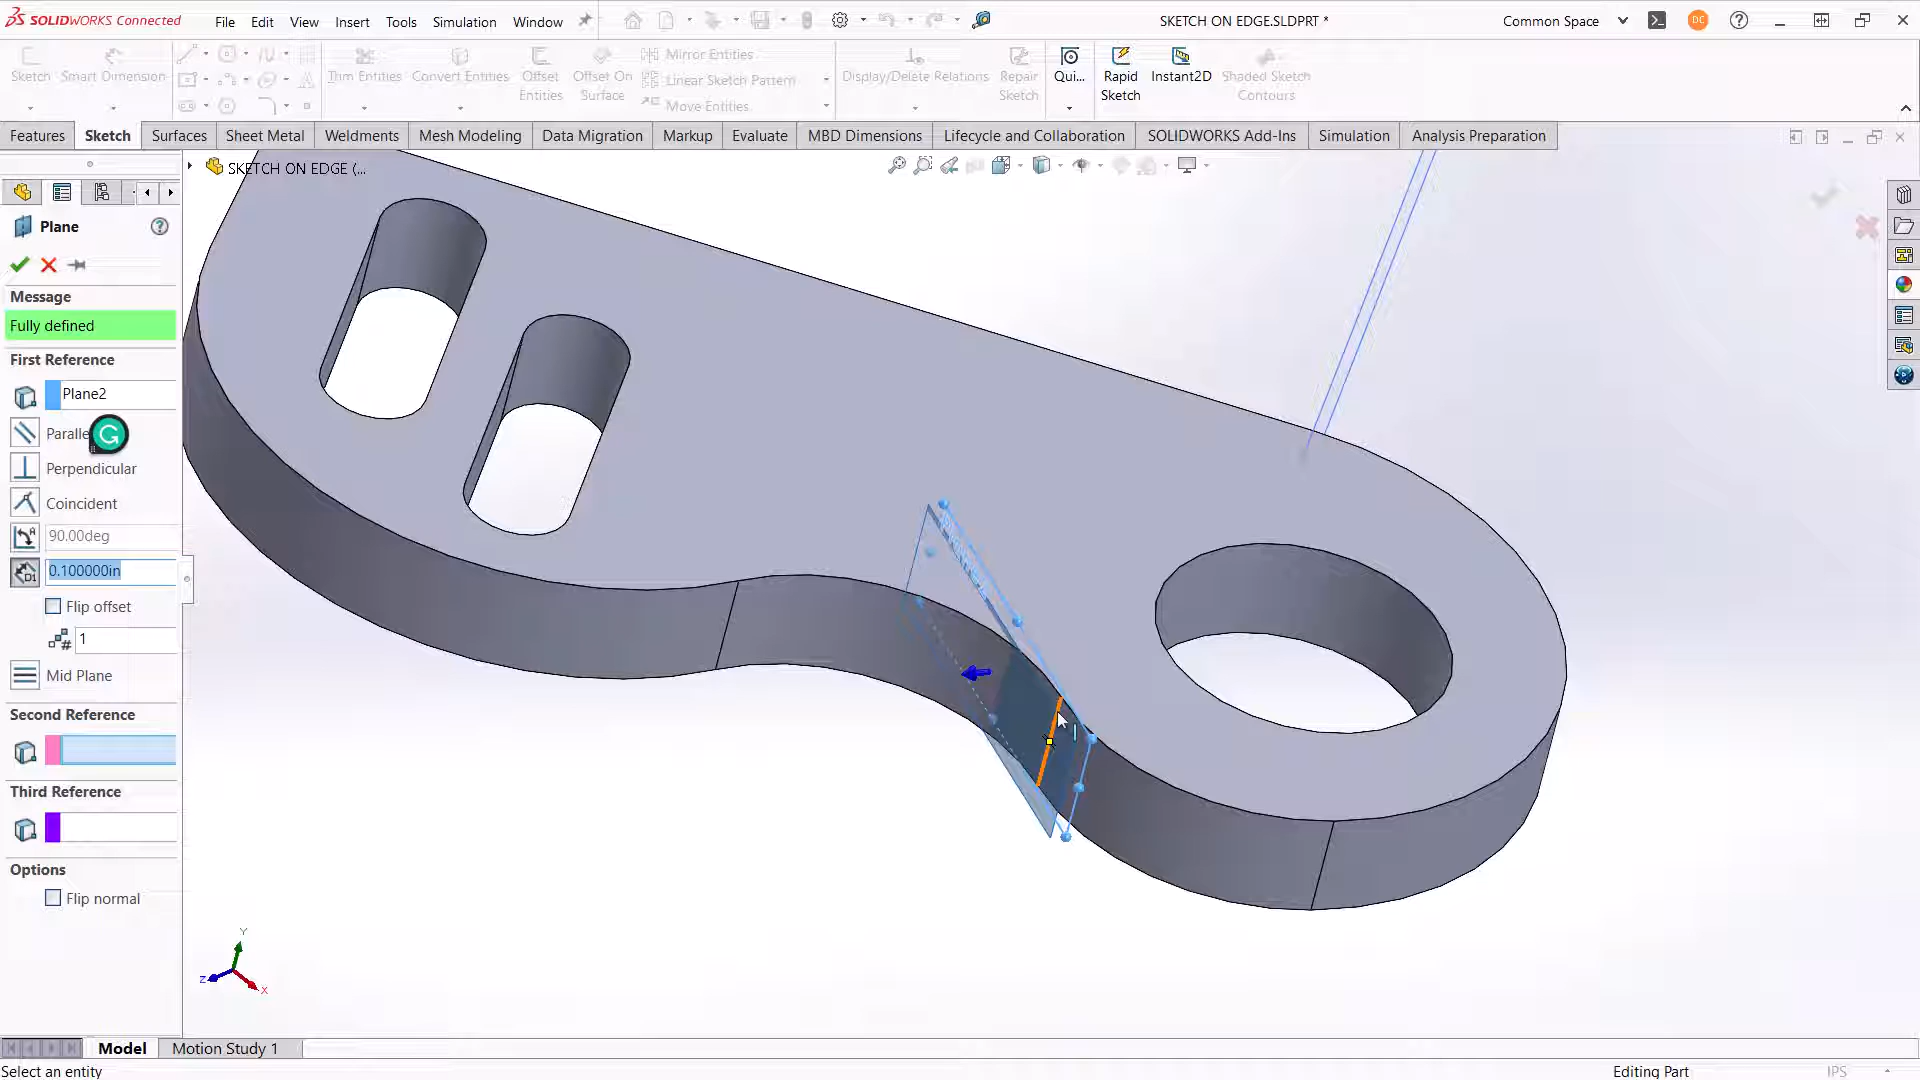 SOLIDWORKS Connected
File Edit View Insert Tools Simulation Window
SKETCH ON EDGE.SLDPRT *
Common Space
DC
Sketch
Smart Dimension
Trim Entities
Convert Entities
Offset Entities
Offset On Surface
Mirror Entities
Linear Sketch Pattern
Move Entities
Display/Delete Relations
Repair Sketch
Qui...
Rapid Sketch
Instant2D
Shaded Sketch Contours
Features Sketch Surfaces Sheet Metal Weldments Mesh Modeling Data Migration Markup Evaluate MBD Dimensions Lifecycle and Collaboration SOLIDWORKS Add-Ins Simulation Analysis Preparation
SKETCH ON EDGE (...
Plane
Message
Fully defined
First Reference
Plane2
Paralle
Perpendicular
Coincident
90.00deg
0.100000in
Flip offset
1
Mid Plane
Second Reference
Third Reference
Options
Flip normal
Y
Z
X
Model Motion Study 1
Select an entity
Editing Part
IPS